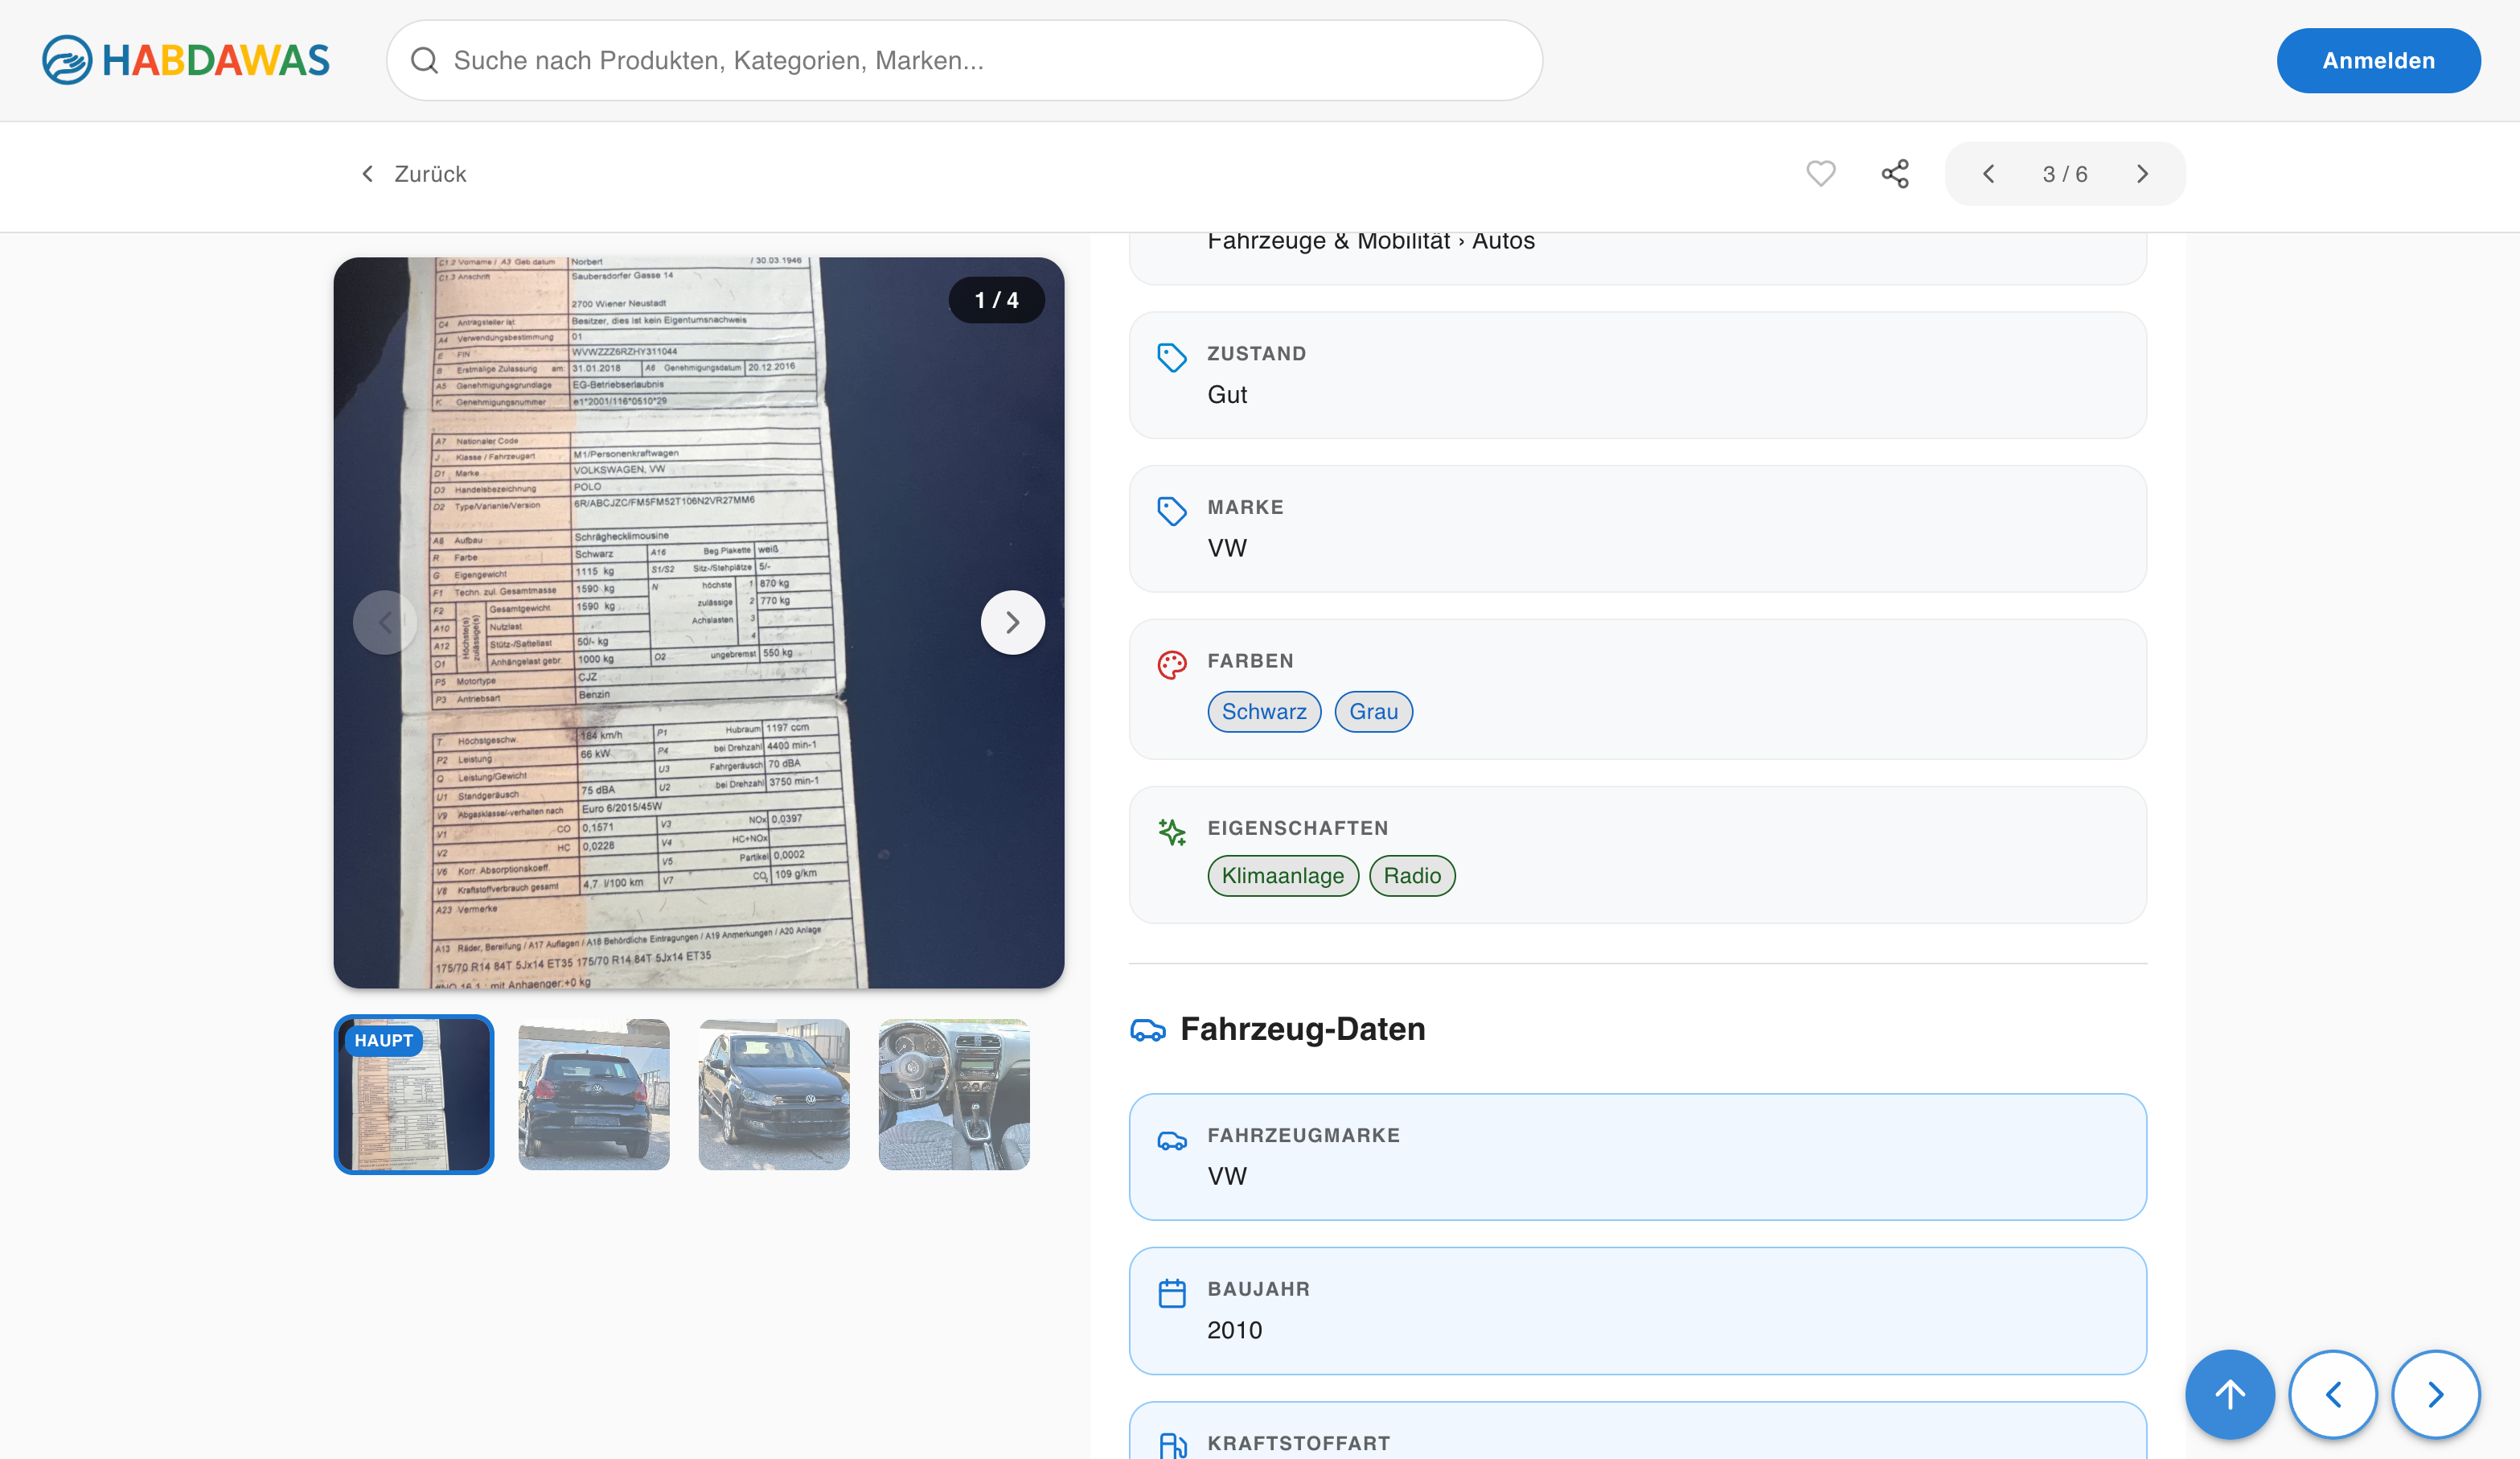 HABDAWAS
Suche nach Produkten, Kategorien, Marken...
Anmelden
Zurück
3 / 6
1 / 4
C1.2 Vorname / A3 Geb.datum Norbert / 30.03.1946
C1.3 Anschrift Saubersdorfer Gasse 14
2700 Wiener Neustadt
C4 Antragsteller ist Besitzer, dies ist kein Eigentumsnachweis
A4 Verwendungsbestimmung 01
E FIN WVWZZZ6RZHY311044
B Erstmalige Zulassung am: 31.01.2018 A6 Genehmigungsdatum 20.12.2016
A5 Genehmigungsgrundlage EG-Betriebserlaubnis
K Genehmigungsnummer e1*2001/116*0510*29
A7 Nationaler Code
J Klasse / Fahrzeugart M1/Personenkraftwagen
D1 Marke VOLKSWAGEN, VW
D3 Handelsbezeichnung POLO
D2 Type/Variante/Version 6R/ABCJZC/FM5FM52T106N2VR27MM6
A8 Aufbau Schräghecklimousine
R Farbe Schwarz A16 Beg.Plakette weiß
G Eigengewicht 1115 kg S1/S2 Sitz-/Stehplätze 5/-
F1 Techn. zul. Gesamtmasse 1590 kg N höchste 1 870 kg
F2 Höchste(s) zulässige(s) Gesamtgewicht 1590 kg zulässige 2 770 kg
A10 Nutzlast Achslasten 3
A12 Stütz-/Sattellast 50/- kg 4
O1 Anhängelast gebr. 1000 kg O2 ungebremst 550 kg
P5 Motortype CJZ
P3 Antriebsart Benzin
T Höchstgeschw. 184 km/h P1 Hubraum 1197 ccm
P2 Leistung 66 kW P4 bei Drehzahl 4400 min-1
Q Leistung/Gewicht U3 Fahrgeräusch 70 dBA
U1 Standgeräusch 75 dBA U2 bei Drehzahl 3750 min-1
V9 Abgasklasse/-verhalten nach Euro 6/2015/45W
V1 CO 0,1571 V3 NOx 0,0397
V2 HC 0,0228 V4 HC+NOx
V6 Korr. Absorptionskoeff. V5 Partikel 0,0002
V8 Kraftstoffverbrauch gesamt 4,7 l/100 km V7 CO2 109 g/km
A23 Vermerke
A13 Räder, Bereifung / A17 Auflagen / A18 Behördliche Eintragungen / A19 Anmerkungen / A20 Anlage
175/70 R14 84T 5Jx14 ET35 175/70 R14 84T 5Jx14 ET35
mit Anhaenger:+0 kg
HAUPT
Fahrzeuge & Mobilität › Autos
ZUSTAND
Gut
MARKE
VW
FARBEN
Schwarz Grau
EIGENSCHAFTEN
Klimaanlage Radio
Fahrzeug-Daten
FAHRZEUGMARKE
VW
BAUJAHR
2010
KRAFTSTOFFART